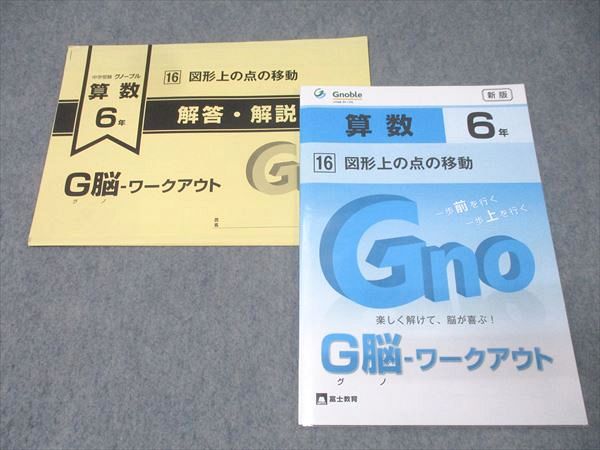 中学受験 グノーブル
算数
6年
16 図形上の点の移動
解答・解説
G脳-ワークアウト
グ ノ
氏名
Gno
Gnoble
新版
算数 6年
16 図形上の点の移動
一歩前を行く
一歩上を行く
Gno
楽しく解けて、脳が喜ぶ!
G脳-ワークアウト
グ ノ
富士教育